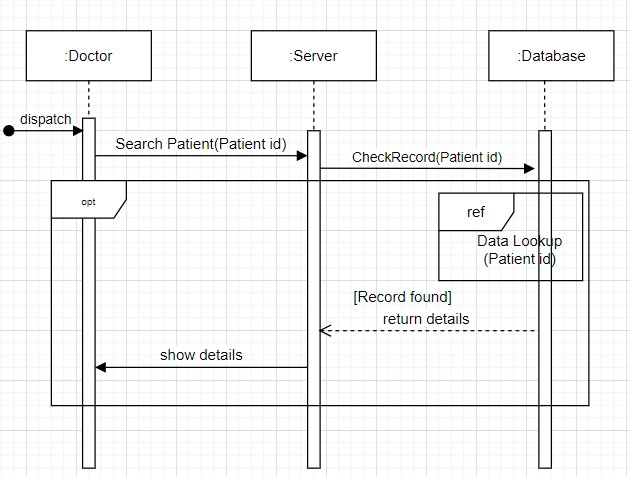 :Doctor
:Server
:Database
dispatch
Search Patient(Patient id)
CheckRecord(Patient id)
opt
ref
Data Lookup
(Patient id)
[Record found]
return details
show details